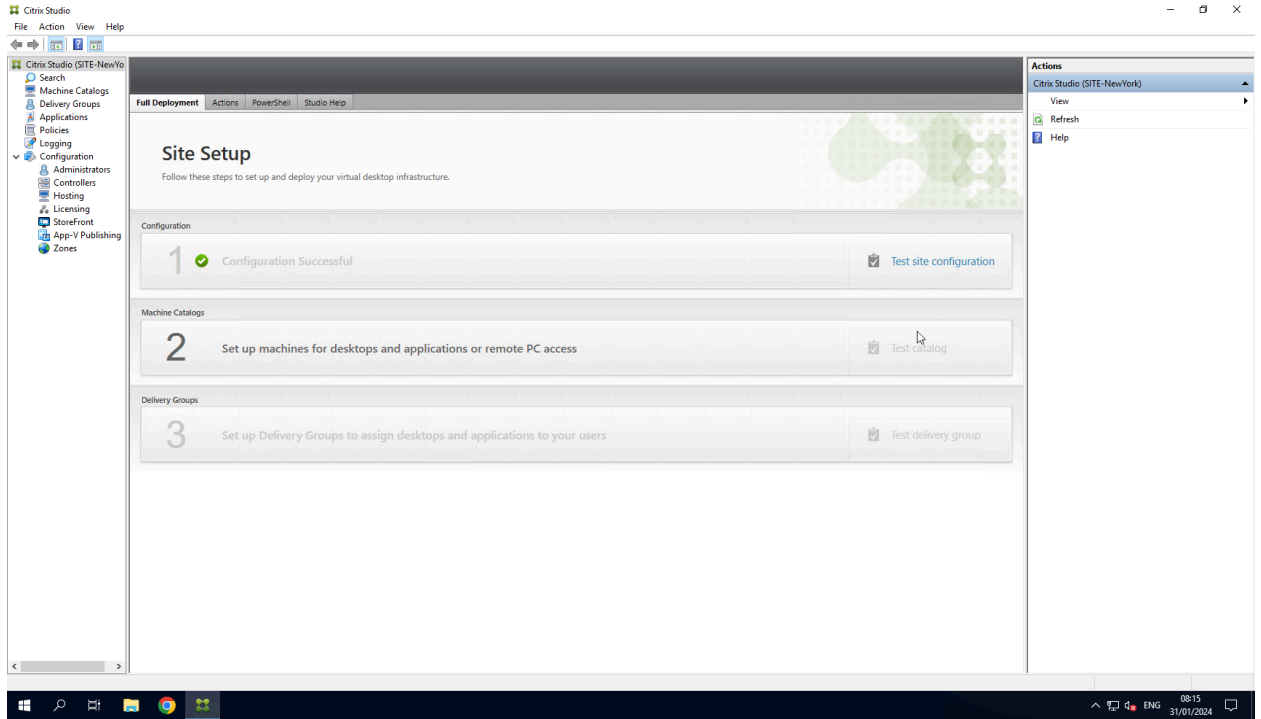 Citrix Studio
File Action View Help
Citrix Studio (SITE-NewYo
Search
Machine Catalogs
Delivery Groups
Applications
Policies
Logging
Configuration
Administrators
Controllers
Hosting
Licensing
StoreFront
App-V Publishing
Zones
Full Deployment Actions PowerShell Studio Help
Site Setup
Follow these steps to set up and deploy your virtual desktop infrastructure.
Configuration
1 Configuration Successful Test site configuration
Machine Catalogs
2 Set up machines for desktops and applications or remote PC access Test catalog
Delivery Groups
3 Set up Delivery Groups to assign desktops and applications to your users Test delivery group
Actions
Citrix Studio (SITE-NewYork)
View
Refresh
Help
ENG 08:15
31/01/2024